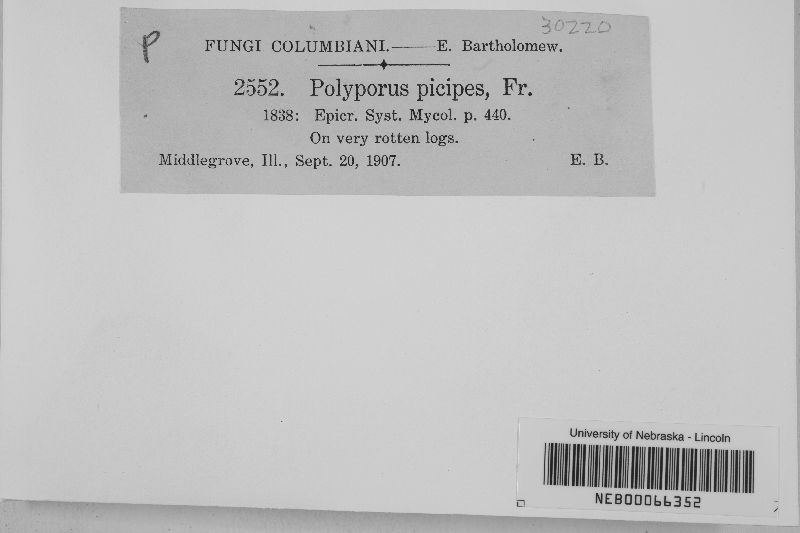 30220
P
FUNGI COLUMBIANI.—— E. Bartholomew.
2552. Polyporus picipes, Fr.
1838: Epicr. Syst. Mycol. p. 440.
On very rotten logs.
Middlegrove, Ill., Sept. 20, 1907. E. B.
University of Nebraska - Lincoln
NEB00066352